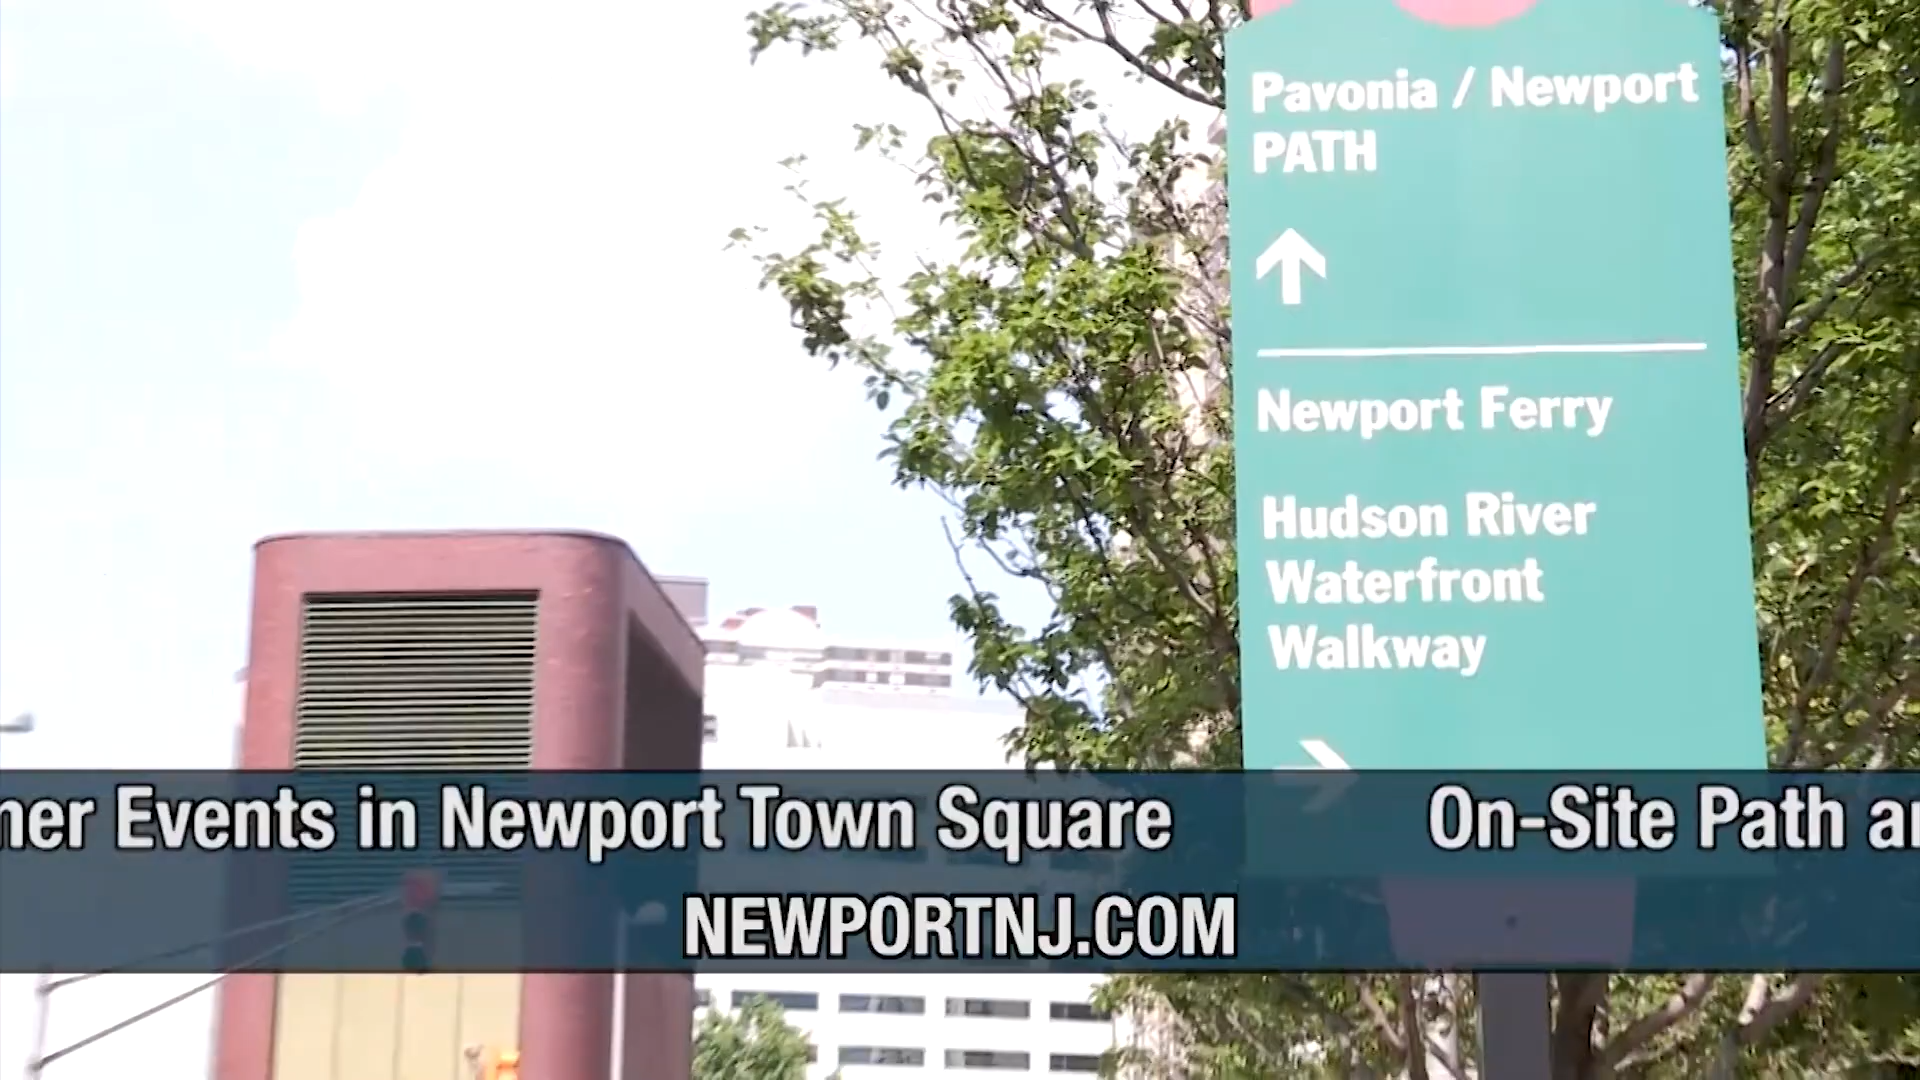 Pavonia / Newport
PATH
Newport Ferry
Hudson River
Waterfront
Walkway
Events in Newport Town Square On-Site Path
NEWPORTNJ.COM